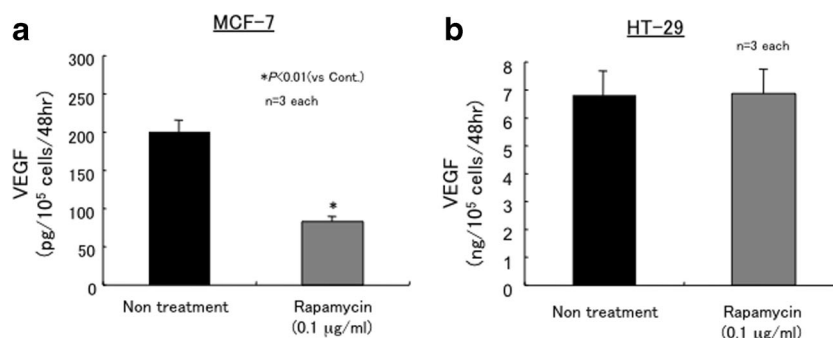 a
MCF-7
*P<0.01(vs Cont.)
n=3 each
VEGF
(pg/10⁵ cells/48hr)
300
250
200
150
100
50
0
*
Non treatment
Rapamycin
(0.1 μg/ml)
b
HT-29
n=3 each
VEGF
(ng/10⁵ cells/48hr)
8
7
6
5
4
3
2
1
0
Non treatment
Rapamycin
(0.1 μg/ml)